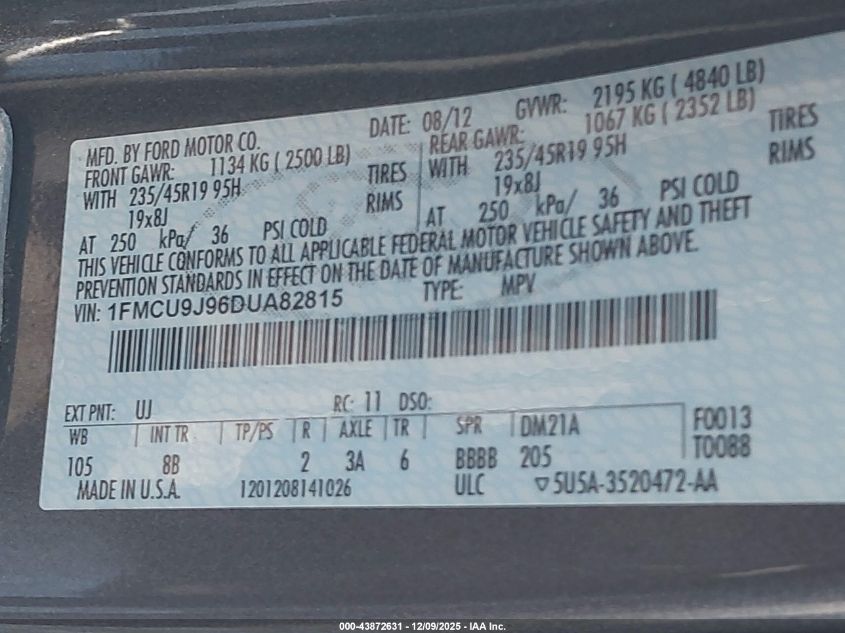 MFD. BY FORD MOTOR CO. DATE: 08/12 GVWR: 2195 KG ( 4840 LB)
FRONT GAWR: 1134 KG ( 2500 LB) REAR GAWR: 1067 KG ( 2352 LB)
WITH 235/45R19 95H TIRES WITH 235/45R19 95H TIRES
19x8J RIMS 19x8J RIMS
AT 250 kPa/ 36 PSI COLD AT 250 kPa/ 36 PSI COLD
THIS VEHICLE CONFORMS TO ALL APPLICABLE FEDERAL MOTOR VEHICLE SAFETY AND THEFT
PREVENTION STANDARDS IN EFFECT ON THE DATE OF MANUFACTURE SHOWN ABOVE.
VIN: 1FMCU9J96DUA82815 TYPE: MPV
EXT PNT: UJ RC: 11 DSO:
WB INT TR TP/PS R AXLE TR SPR DM21A F0013
105 8B 2 3A 6 BBBB 205 T0088
MADE IN U.S.A. 1201208141026 ULC ▽5U5A-3520472-AA
000-43872631 - 12/09/2025 - IAA Inc.